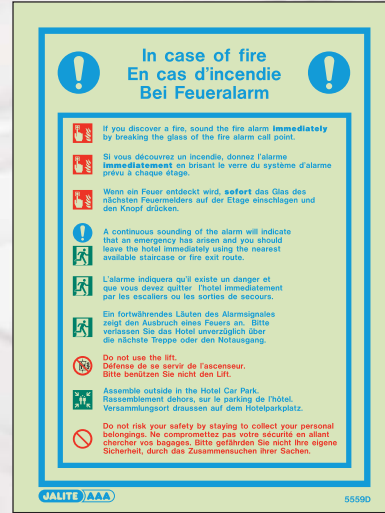 In case of fire
En cas d'incendie
Bei Feueralarm
If you discover a fire, sound the fire alarm immediately
by breaking the glass of the fire alarm call point.
Si vous découvrez un incendie, donnez l'alarme
immediatement en brisant le verre du système d'alarme
prévu à chaque étage.
Wenn ein Feuer entdeckt wird, sofort das Glas des
nächsten Feuermelders auf der Etage einschlagen und
den Knopf drücken.
A continuous sounding of the alarm will indicate
that an emergency has arisen and you should
leave the hotel immediately using the nearest
available staircase or fire exit route.
L'alarme indiquera qu'il existe un danger et
que vous devez quitter l'hotel immediatement
par les escaliers ou les sorties de secours.
Ein fortwährendes Läuten des Alarmsignales
zeigt den Ausbruch eines Feuers an. Bitte
verlassen Sie das Hotel unverzüglich über
die nächste Treppe oder den Notausgang.
Do not use the lift.
Défense de se servir de l'ascenseur.
Bitte benützen Sie nicht den Lift.
Assemble outside in the Hotel Car Park.
Rassemblement dehors, sur le parking de l'hôtel.
Versammlungsort draussen auf dem Hotelparkplatz.
Do not risk your safety by staying to collect your personal
belongings. Ne compromettez pas votre sécurité en allant
chercher vos bagages. Bitte gefährden Sie nicht Ihre eigene
Sicherheit, durch das Zusammensuchen ihrer Sachen.
JALITE AAA
5559D